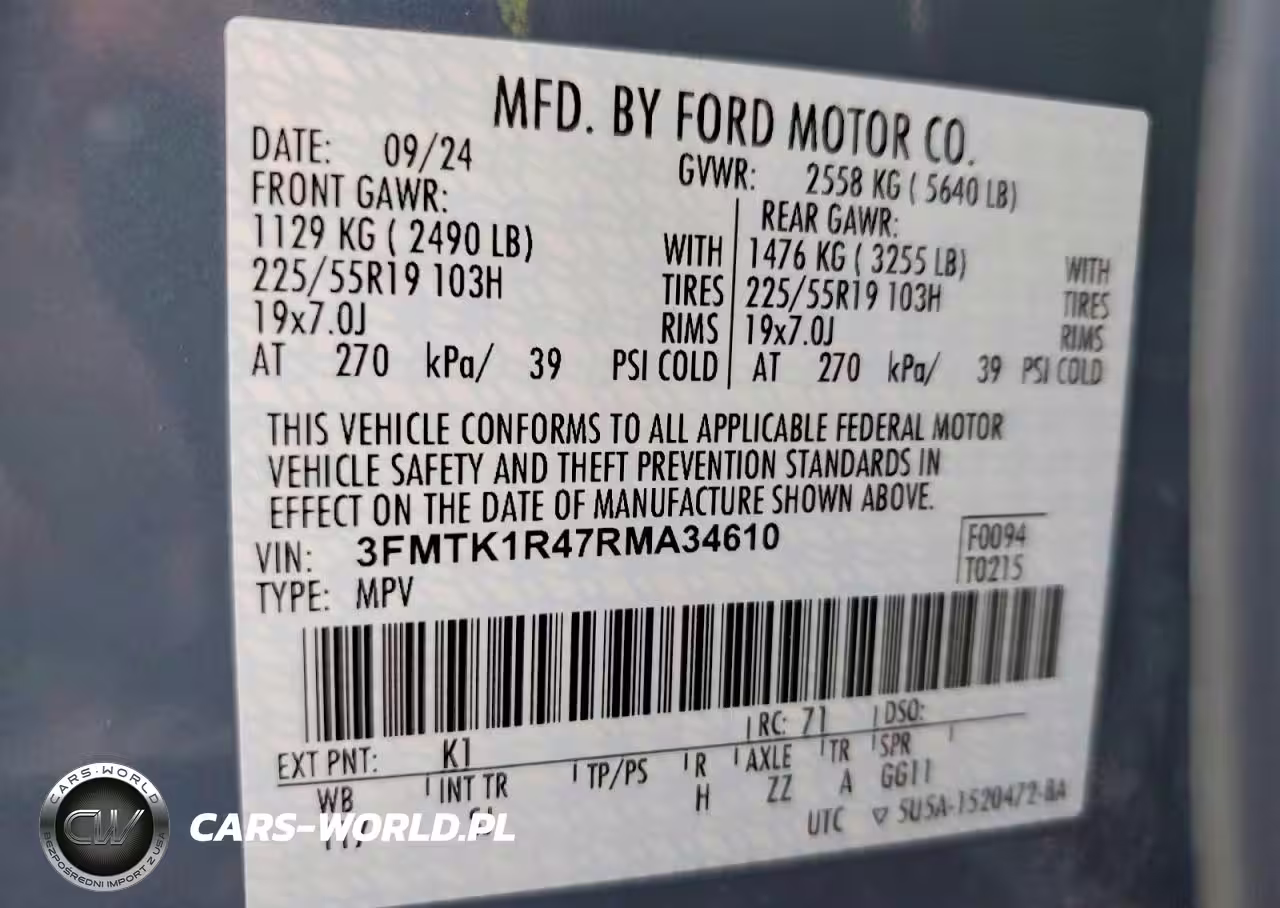 MFD. BY FORD MOTOR CO.
DATE: 09/24
GVWR: 2558 KG ( 5640 LB)
FRONT GAWR:
1129 KG ( 2490 LB) WITH
225/55R19 103H TIRES
19x7.0J RIMS
AT 270 kPa/ 39 PSI COLD
REAR GAWR:
1476 KG ( 3255 LB) WITH
225/55R19 103H TIRES
19x7.0J RIMS
AT 270 kPa/ 39 PSI COLD
THIS VEHICLE CONFORMS TO ALL APPLICABLE FEDERAL MOTOR
VEHICLE SAFETY AND THEFT PREVENTION STANDARDS IN
EFFECT ON THE DATE OF MANUFACTURE SHOWN ABOVE.
VIN: 3FMTK1R47RMA34610
TYPE: MPV
F0094
T0215
EXT PNT: K1 RC: 71 DSO:
WB INT TR TP/PS R AXLE TR SPR
H ZZ A GG11
UTC SU5A-1520472-BA
CARS-WORLD
CW
BEZPOŚREDNI IMPORT Z USA
CARS-WORLD.PL